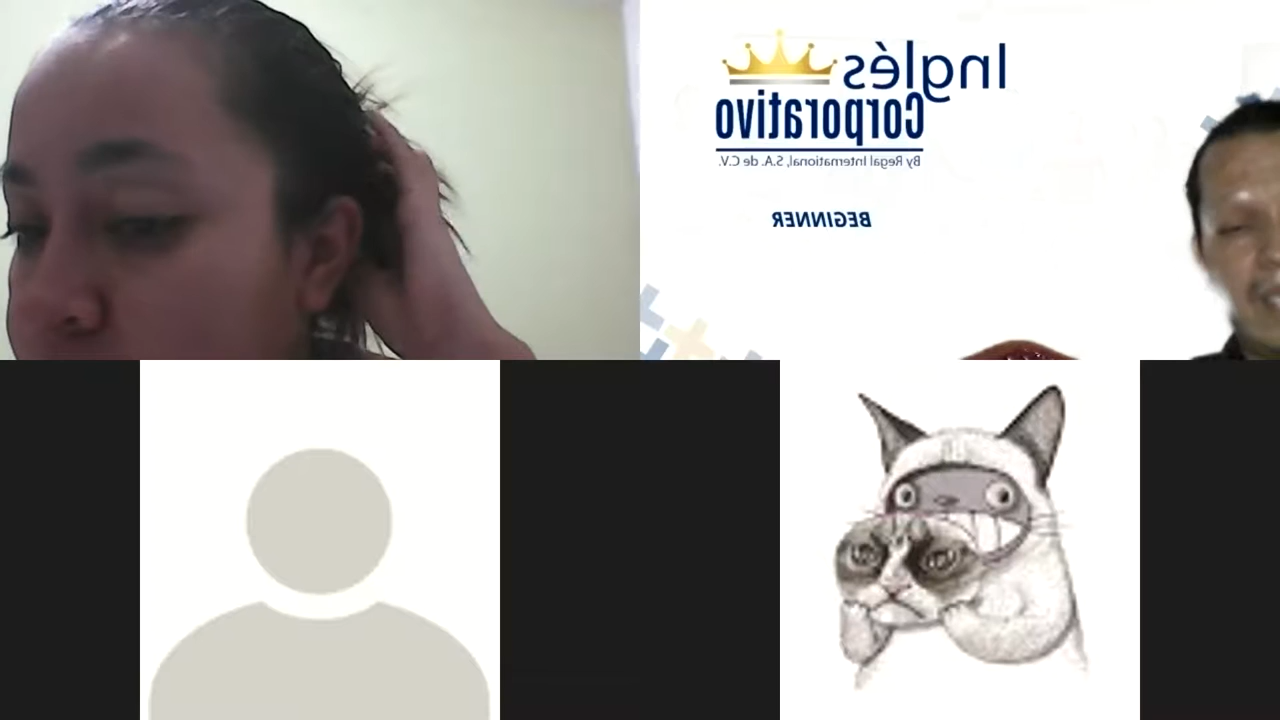 Inglés
Corporativo
By Regal International, S.A. de C.V.
BEGINNER